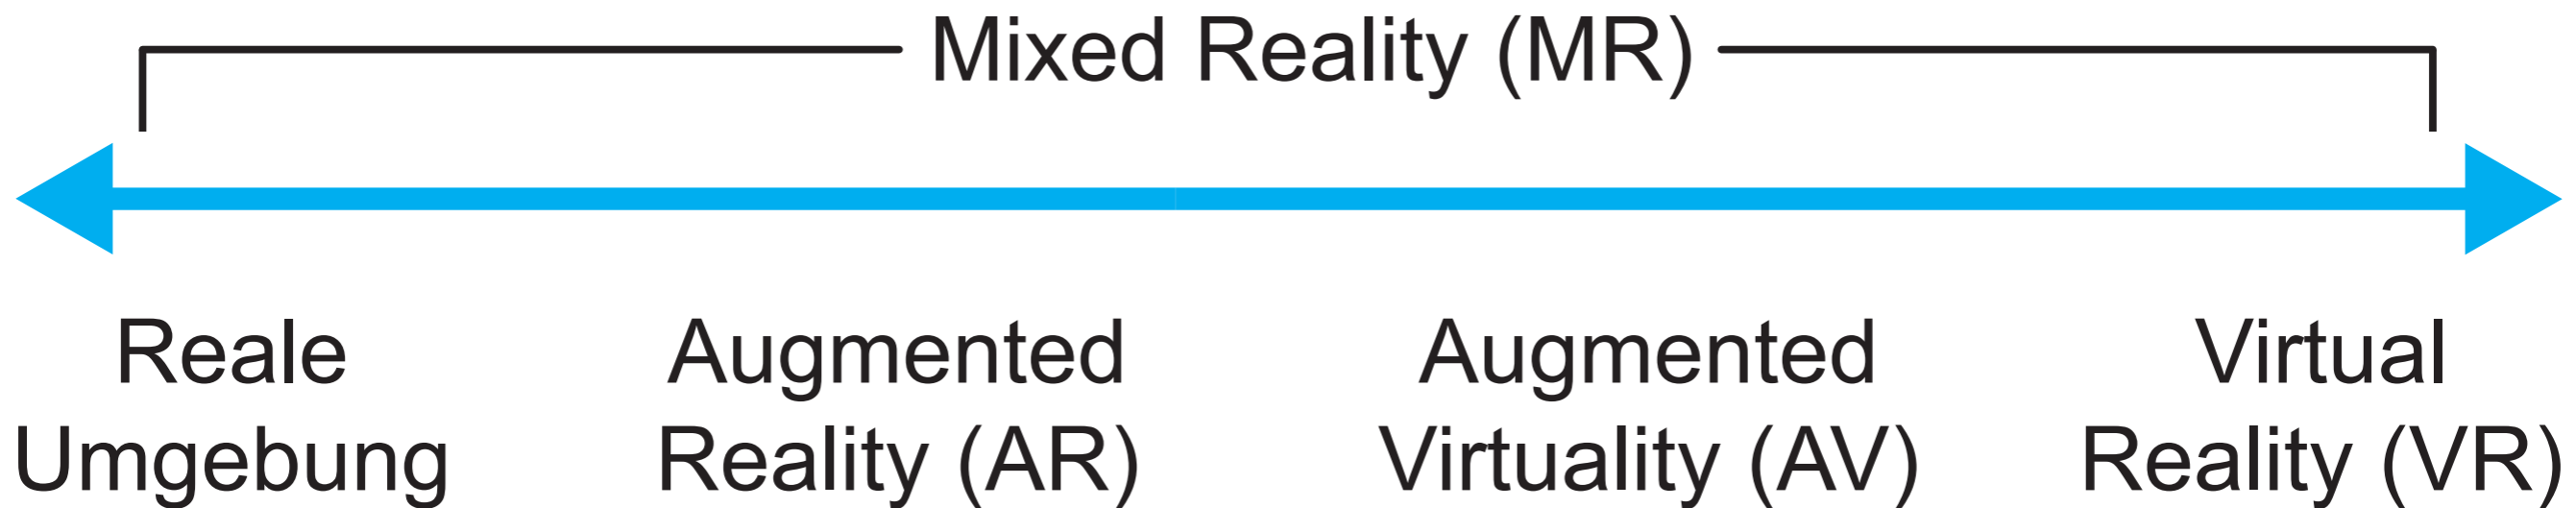 Mixed Reality (MR)
Reale
Umgebung
Augmented
Reality (AR)
Augmented
Virtuality (AV)
Virtual
Reality (VR)